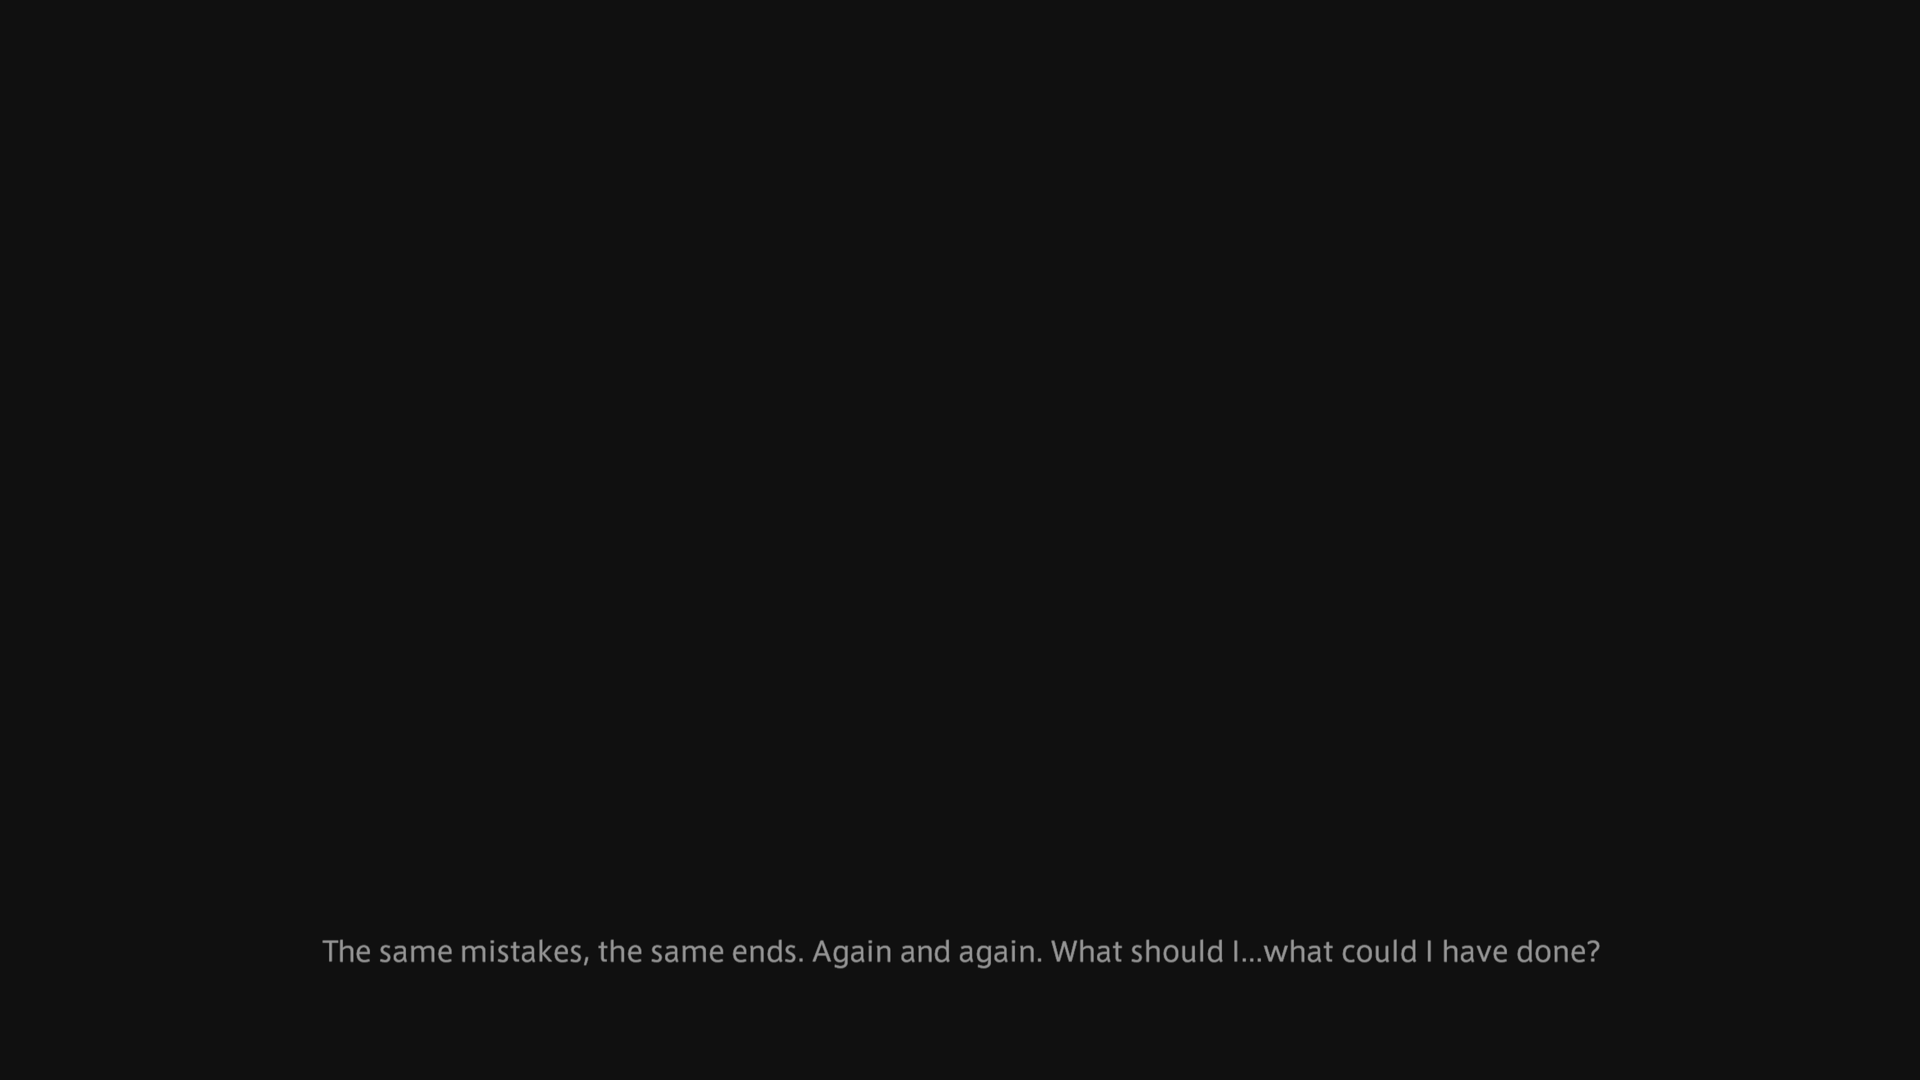 The same mistakes, the same ends. Again and again. What should I...what could I have done?